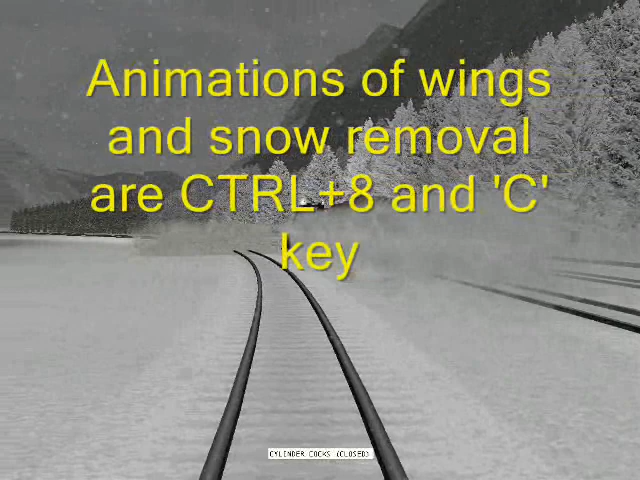 Animations of wings
and snow removal
are CTRL+8 and 'C'
key
CYLINDER COCKS (CLOSED)